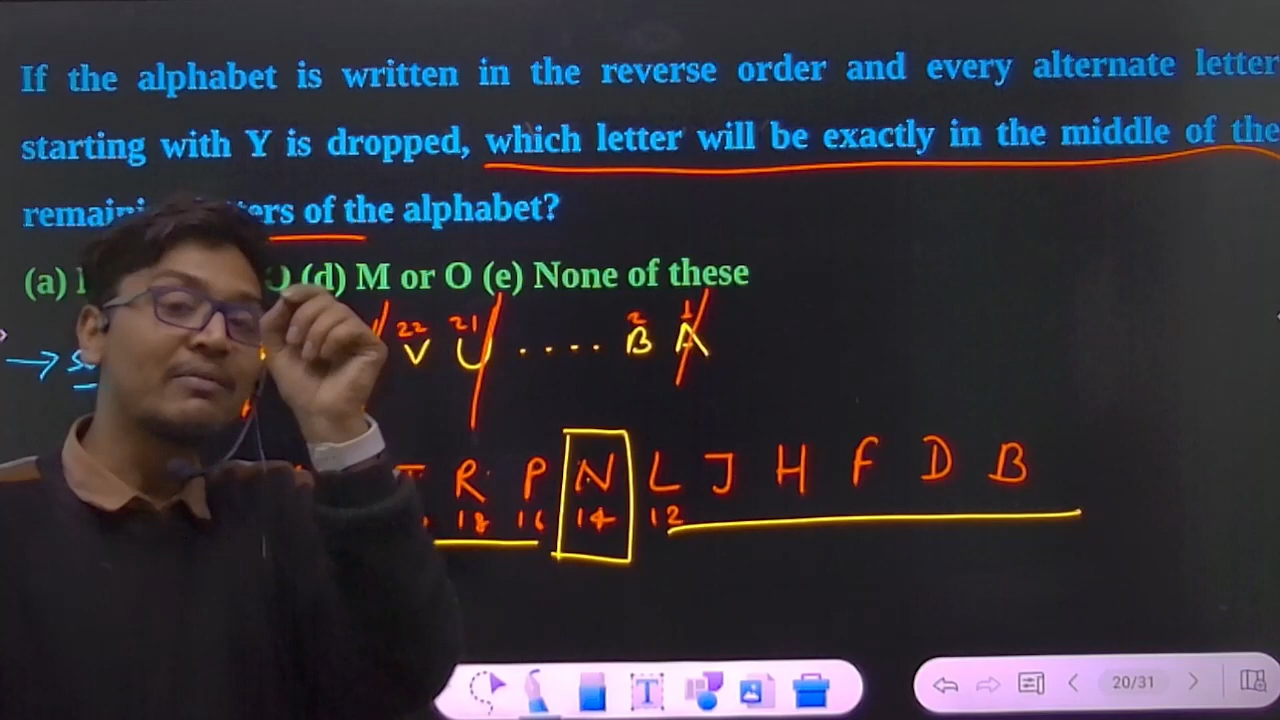 If the alphabet is written in the reverse order and every alternate letter
starting with Y is dropped, which letter will be exactly in the middle of the
of the alphabet?
(a) (d) M or O (e) None of these
22 21 2 1
V U .... B A
R P N L J H F D B
18 16 14 12
T
20/31